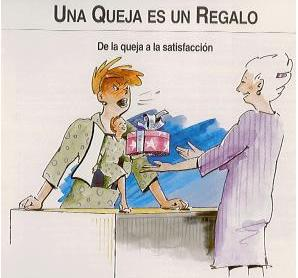 UNA QUEJA ES UN REGALO
De la queja a la satisfacción